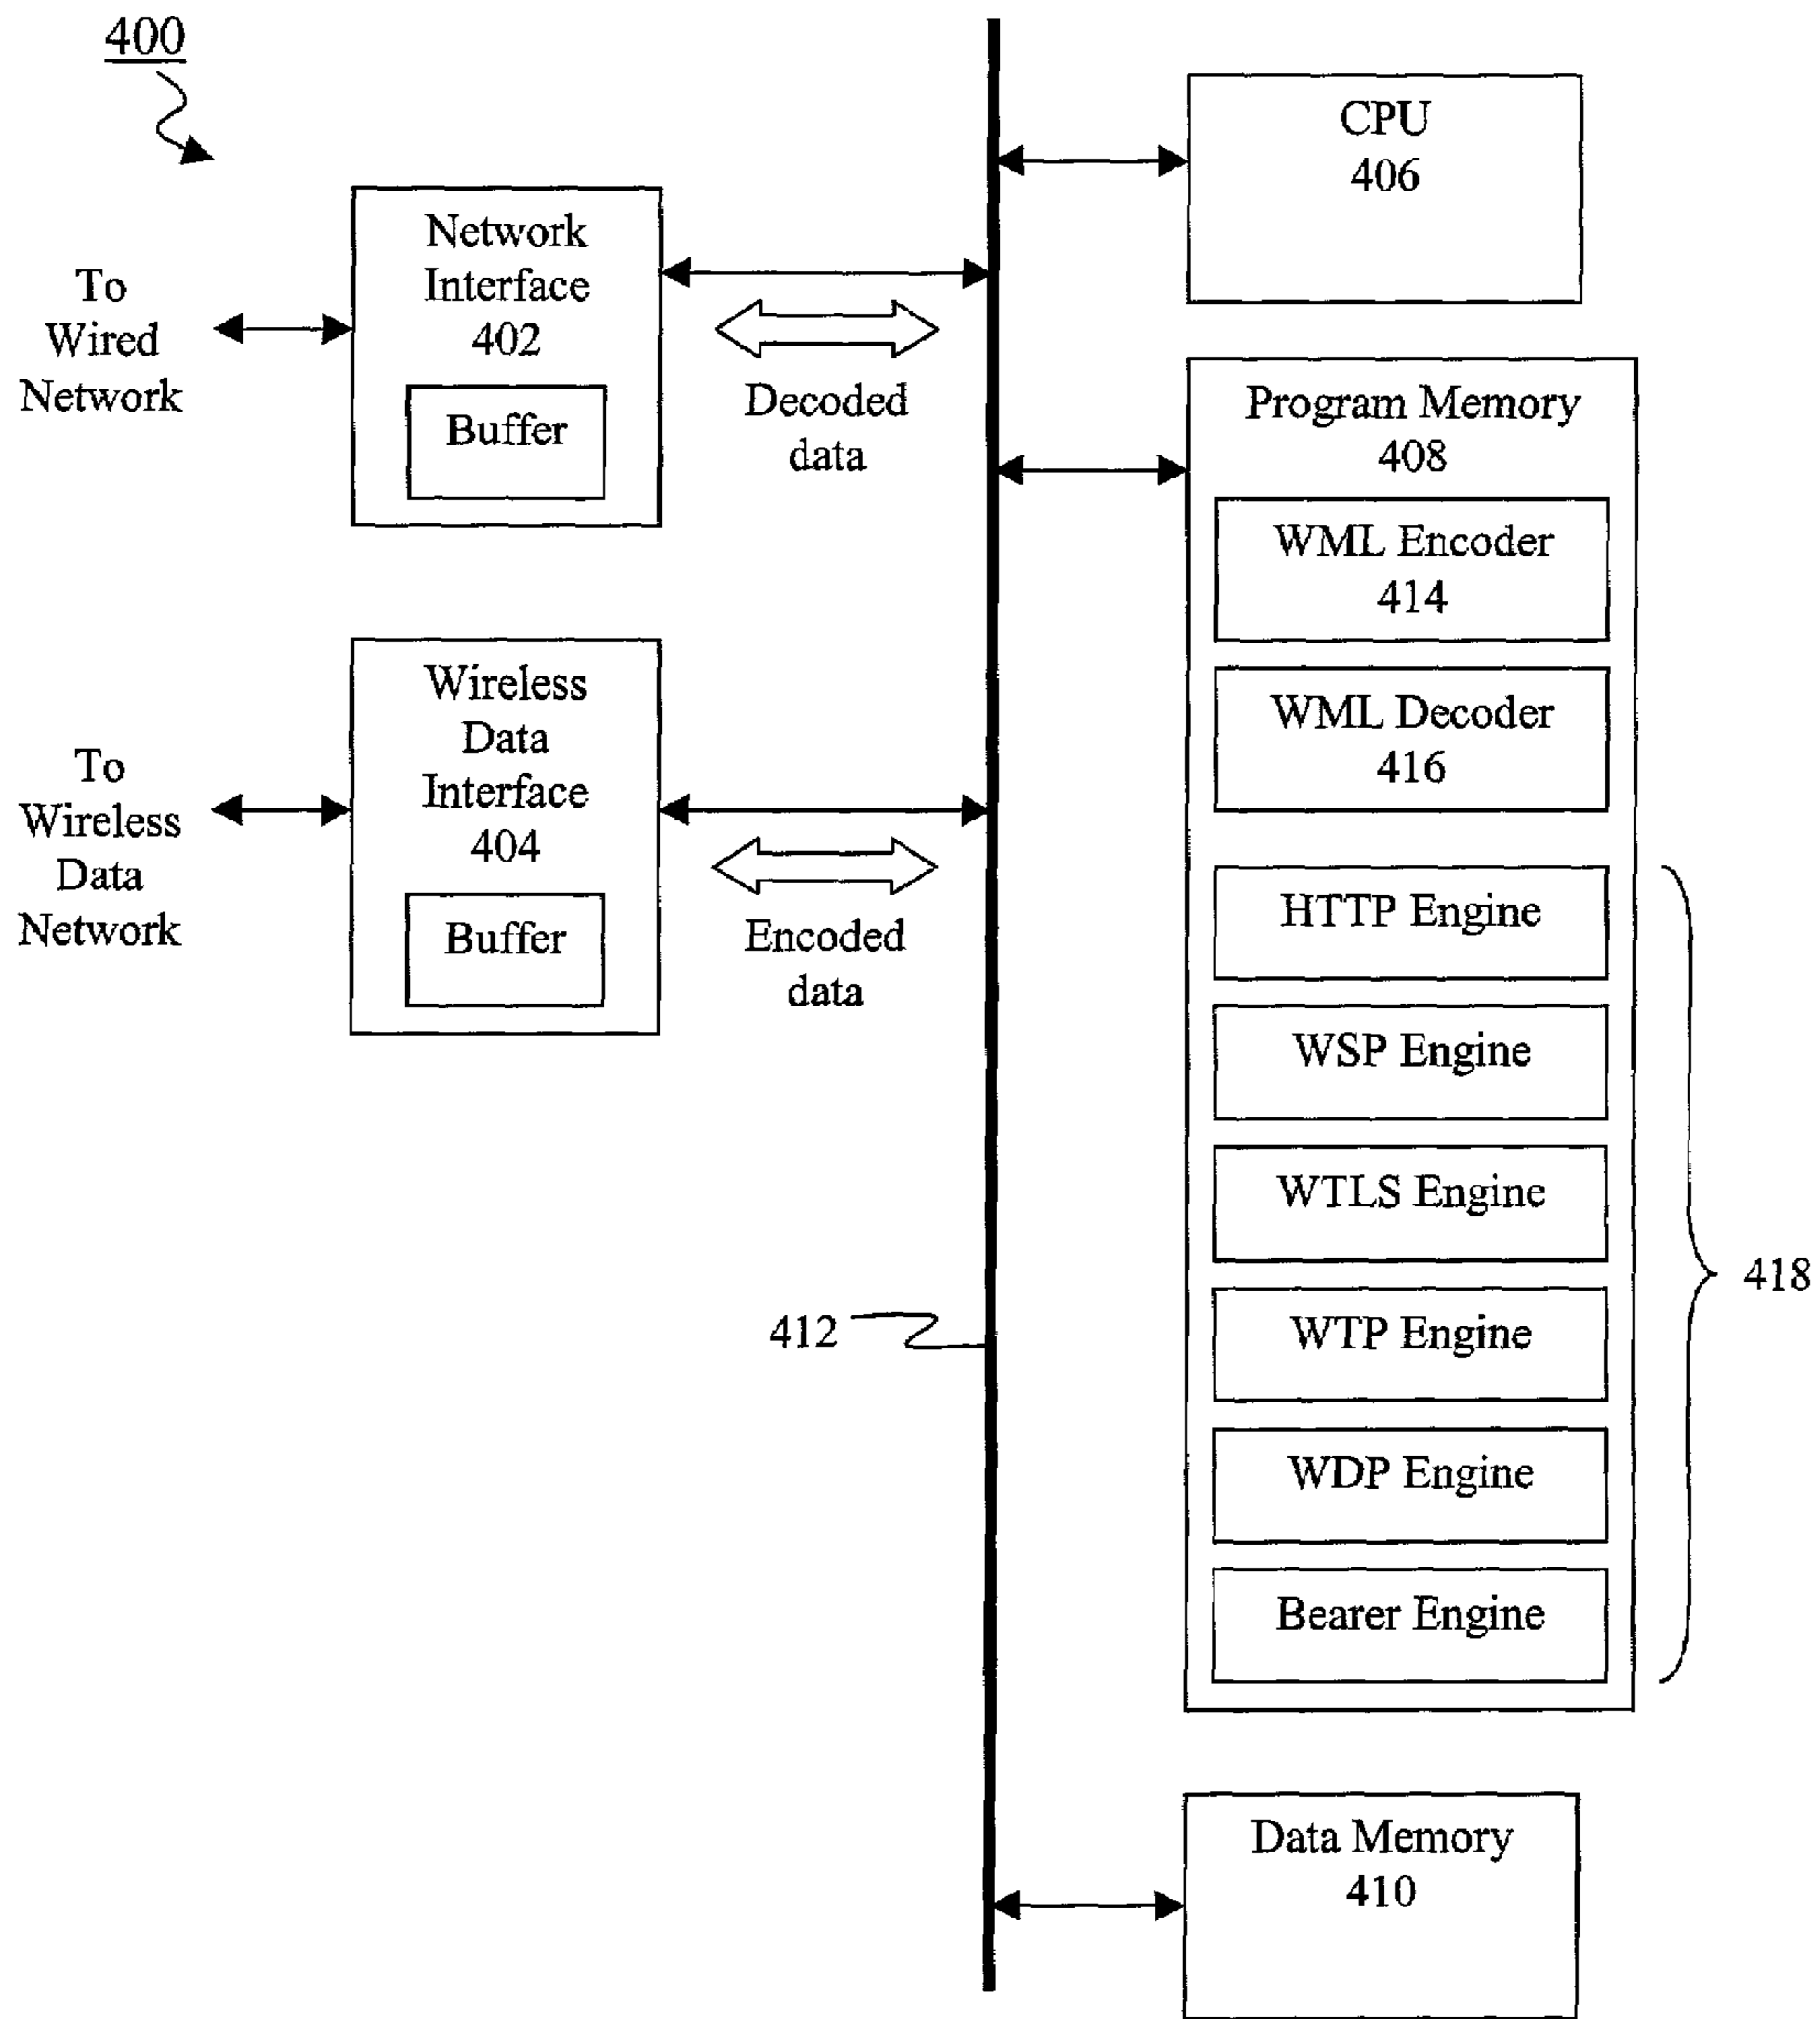 400
Network
Interface
402
Buffer
To
Wired
Network
Decoded
data
Wireless
Data
Interface
404
Buffer
To
Wireless
Data
Network
Encoded
data
412
CPU
406
Program Memory
408
WML Encoder
414
WML Decoder
416
HTTP Engine
WSP Engine
WTLS Engine
WTP Engine
WDP Engine
Bearer Engine
418
Data Memory
410